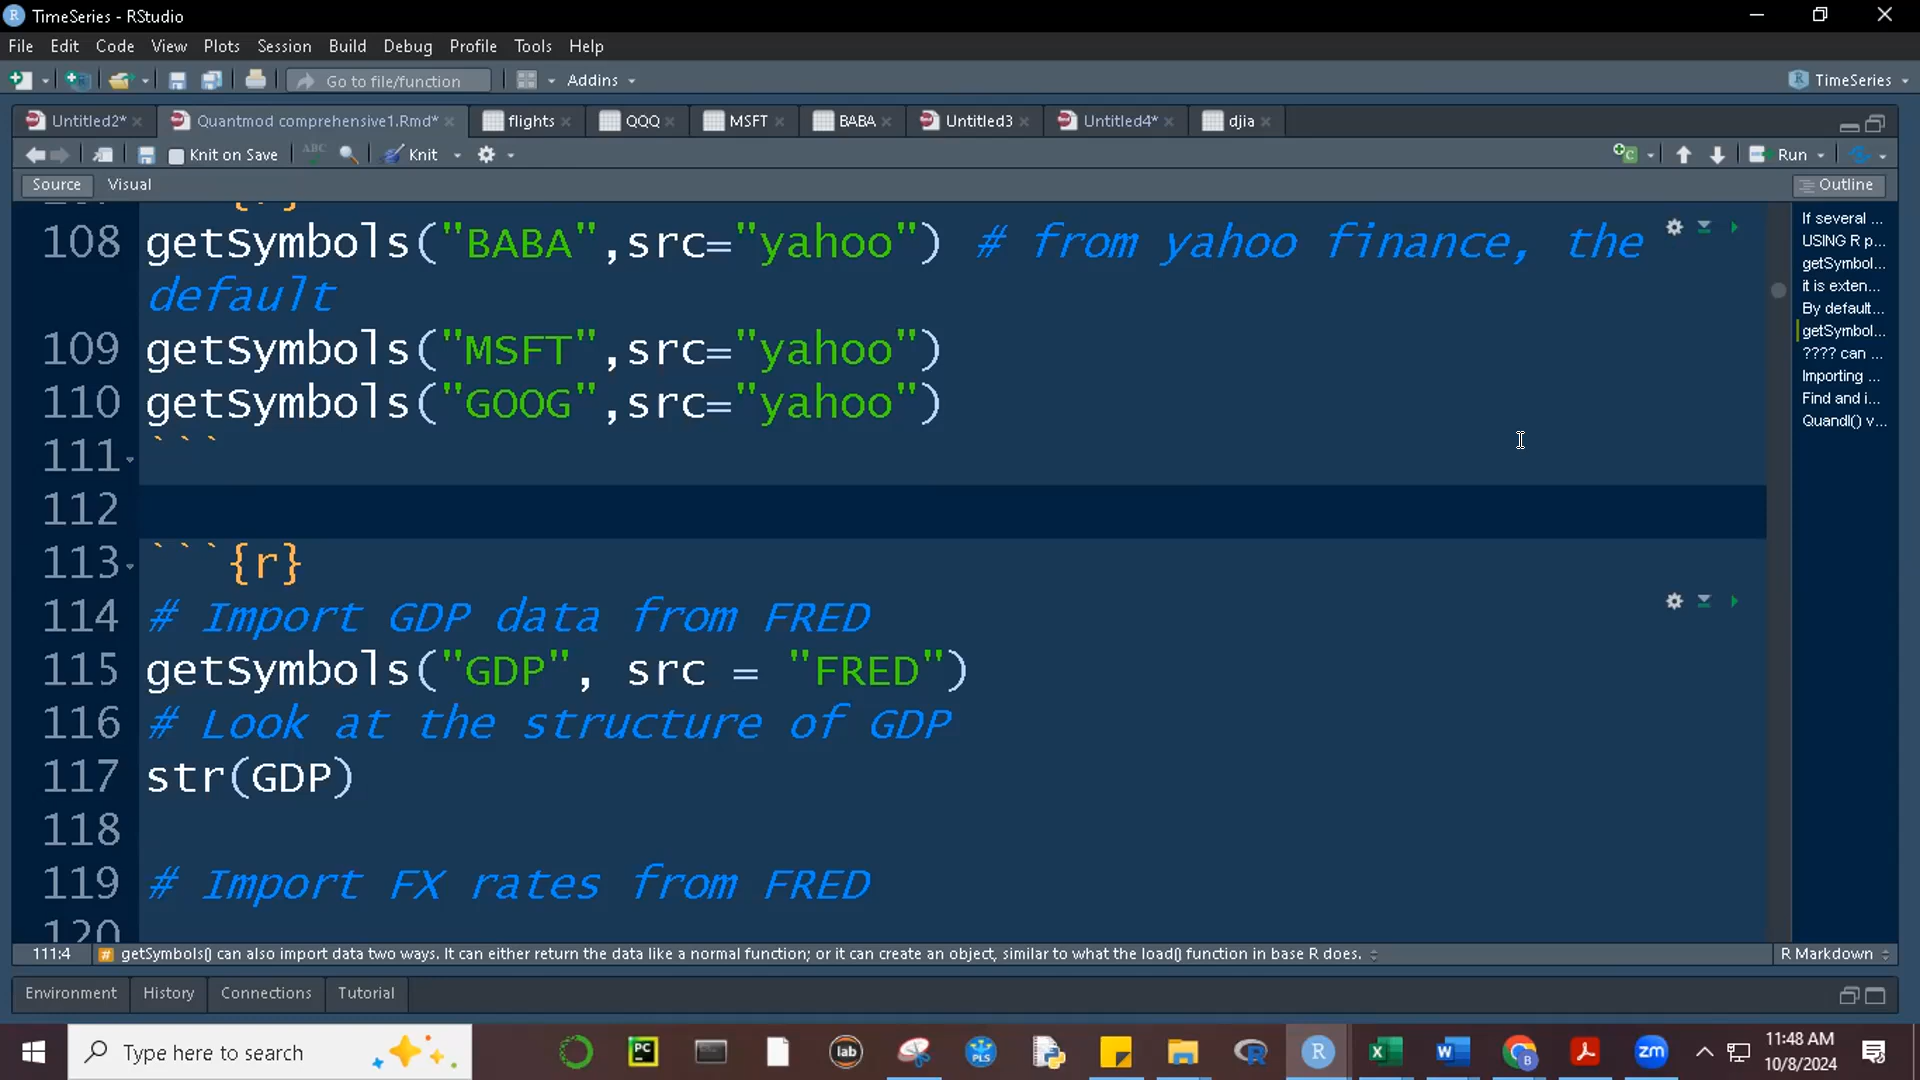 TimeSeries - RStudio
File Edit Code View Plots Session Build Debug Profile Tools Help
Go to file/function Addins TimeSeries
Untitled2* Quantmod comprehensive1.Rmd* flights QQQ MSFT BABA Untitled3 Untitled4* djia
Knit on Save ABC Knit Run
Source Visual Outline
108 getSymbols("BABA",src="yahoo") # from yahoo finance, the
default
109 getSymbols("MSFT",src="yahoo")
110 getSymbols("GOOG",src="yahoo")
111 ```
112
113 ```{r}
114 # Import GDP data from FRED
115 getSymbols("GDP", src = "FRED")
116 # Look at the structure of GDP
117 str(GDP)
118
119 # Import FX rates from FRED
120
If several ...
USING R p...
getSymbol...
it is exten...
By default...
getSymbol...
???? can ...
Importing ...
Find and i...
Quandl() v...
111:4 # getSymbols() can also import data two ways. It can either return the data like a normal function; or it can create an object, similar to what the load() function in base R does. R Markdown
Environment History Connections Tutorial
Type here to search PC lab PLS R zm 11:48 AM
10/8/2024